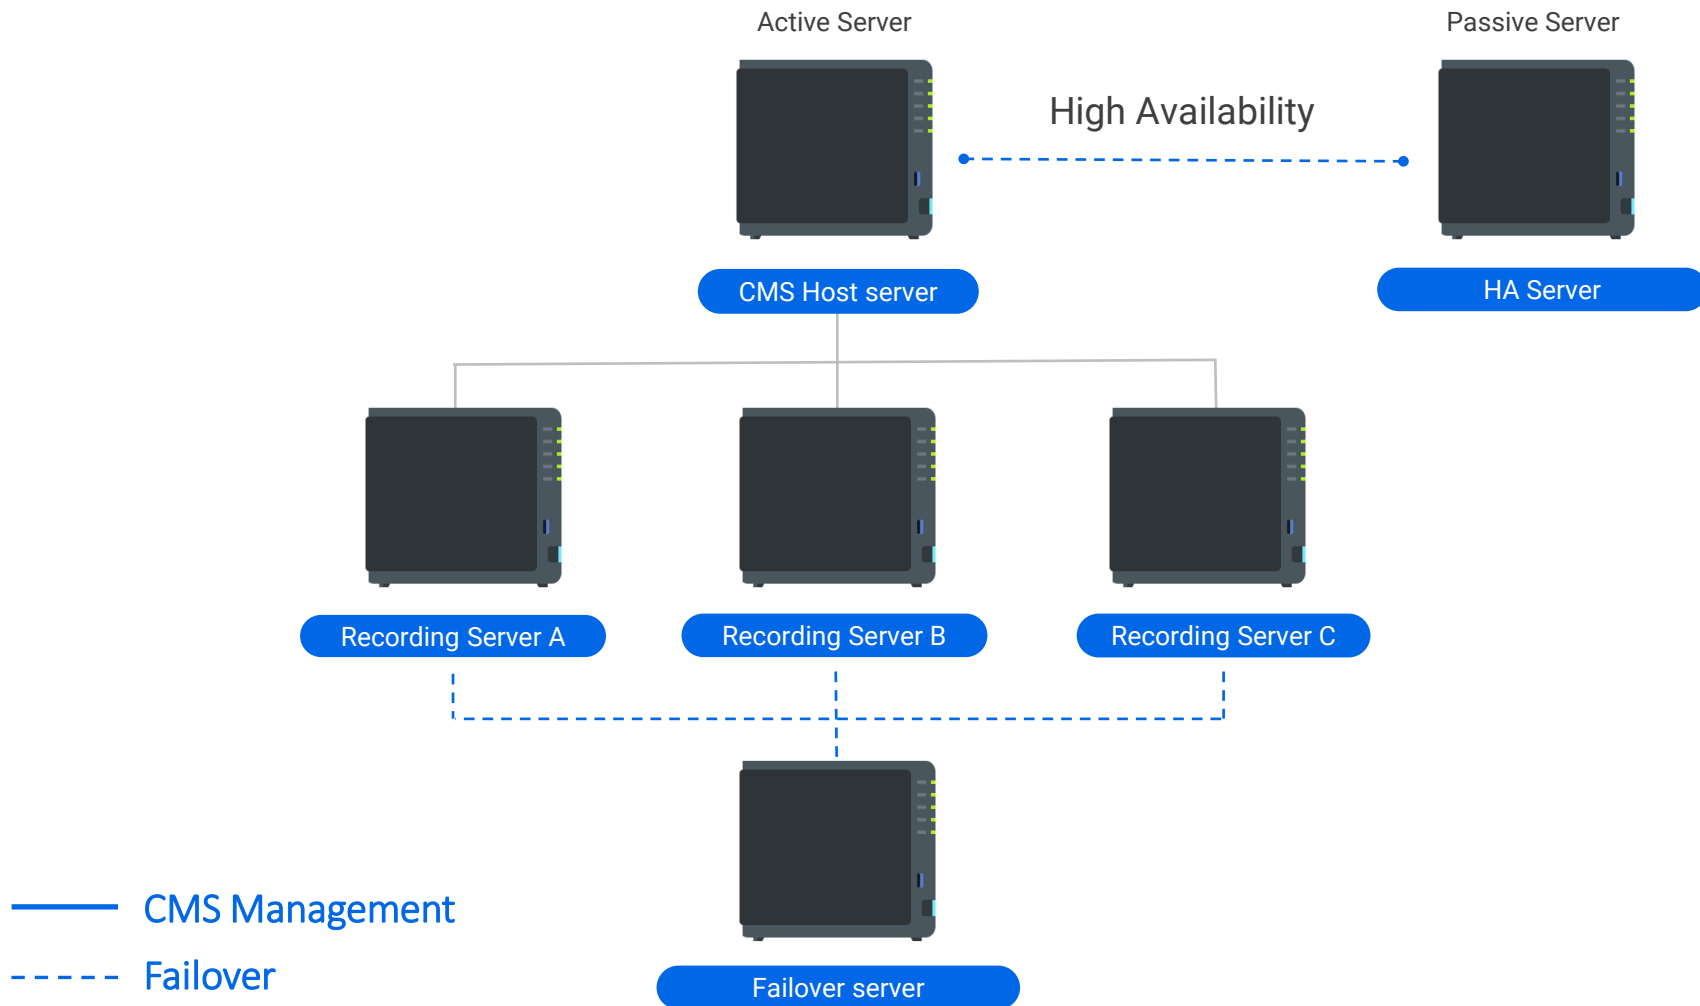 Active Server
Passive Server
High Availability
CMS Host server
HA Server
Recording Server A
Recording Server B
Recording Server C
CMS Management
Failover
Failover server